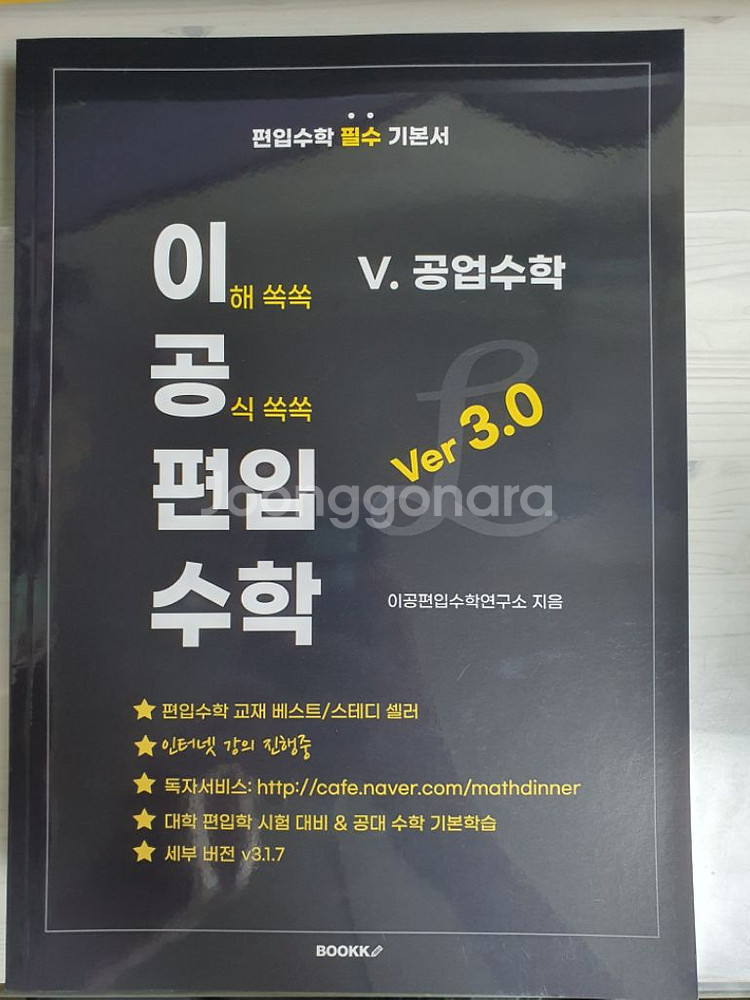 편입수학 필수 기본서
이해 쏙쏙
V. 공업수학
공식 쏙쏙
Ver 3.0
편입
Joonggonara
수학
이공편입수학연구소 지음
편입수학 교재 베스트/스테디 셀러
인터넷 강의 진행중
독자서비스: http://cafe.naver.com/mathdinner
대학 편입학 시험 대비 & 공대 수학 기본학습
세부 버전 v3.1.7
BOOKK